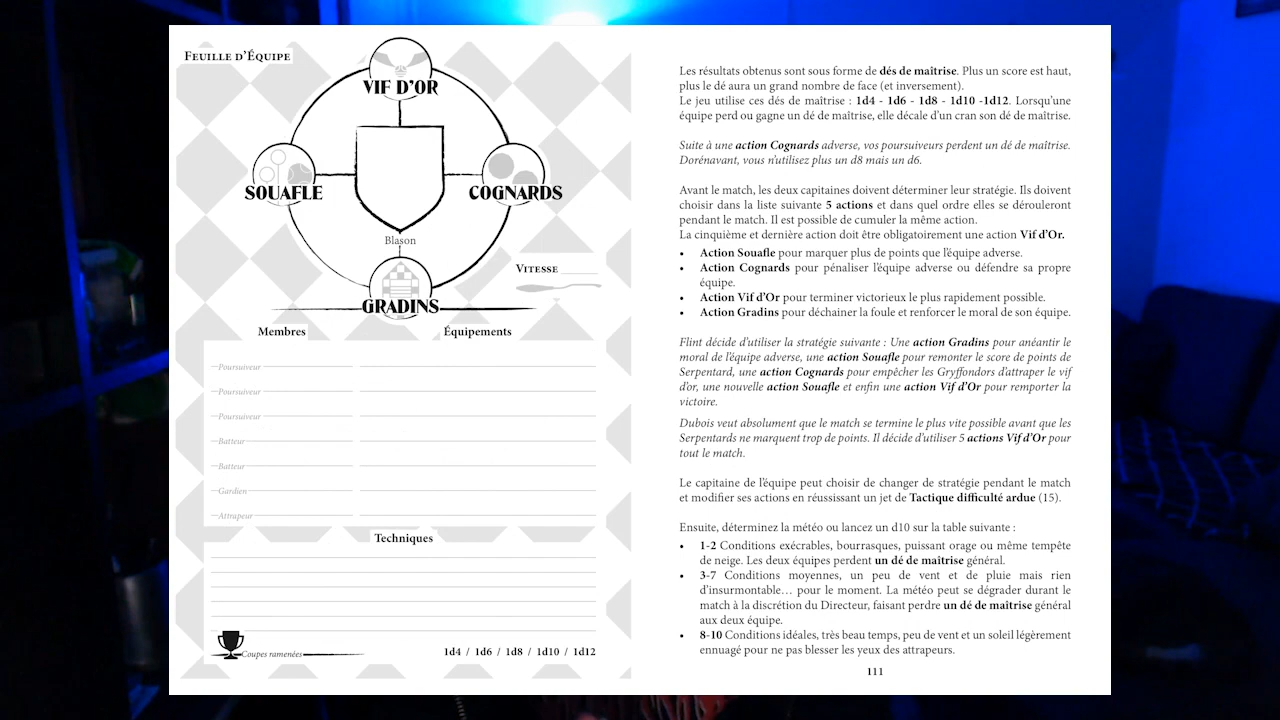 Feuille d'Équipe
VIF D'OR
SOUAFLE
COGNARDS
Blason
Vitesse
GRADINS
Membres
Équipements
Poursuiveur
Poursuiveur
Poursuiveur
Batteur
Batteur
Gardien
Attrapeur
Techniques
Coupes ramenées
1d4 / 1d6 / 1d8 / 1d10 / 1d12
Les résultats obtenus sont sous forme de dés de maîtrise. Plus un score est haut,
plus le dé aura un grand nombre de face (et inversement).
Le jeu utilise ces dés de maîtrise : 1d4 - 1d6 - 1d8 - 1d10 -1d12. Lorsqu'une
équipe perd ou gagne un dé de maîtrise, elle décale d'un cran son dé de maîtrise.
Suite à une action Cognards adverse, vos poursuiveurs perdent un dé de maîtrise.
Dorénavant, vous n'utilisez plus un d8 mais un d6.
Avant le match, les deux capitaines doivent déterminer leur stratégie. Ils doivent
choisir dans la liste suivante 5 actions et dans quel ordre elles se dérouleront
pendant le match. Il est possible de cumuler la même action.
La cinquième et dernière action doit être obligatoirement une action Vif d'Or.
• Action Souafle pour marquer plus de points que l'équipe adverse.
• Action Cognards pour pénaliser l'équipe adverse ou défendre sa propre
équipe.
• Action Vif d'Or pour terminer victorieux le plus rapidement possible.
• Action Gradins pour déchainer la foule et renforcer le moral de son équipe.
Flint décide d'utiliser la stratégie suivante : Une action Gradins pour anéantir le
moral de l'équipe adverse, une action Souafle pour remonter le score de points de
Serpentard, une action Cognards pour empêcher les Gryffondors d'attraper le vif
d'or, une nouvelle action Souafle et enfin une action Vif d'Or pour remporter la
victoire.
Dubois veut absolument que le match se termine le plus vite possible avant que les
Serpentards ne marquent trop de points. Il décide d'utiliser 5 actions Vif d'Or pour
tout le match.
Le capitaine de l'équipe peut choisir de changer de stratégie pendant le match
et modifier ses actions en réussissant un jet de Tactique difficulté ardue (15).
Ensuite, déterminez la météo ou lancez un d10 sur la table suivante :
• 1-2 Conditions exécrables, bourrasques, puissant orage ou même tempête
de neige. Les deux équipes perdent un dé de maîtrise général.
• 3-7 Conditions moyennes, un peu de vent et de pluie mais rien
d'insurmontable… pour le moment. La météo peut se dégrader durant le
match à la discrétion du Directeur, faisant perdre un dé de maîtrise général
aux deux équipe.
• 8-10 Conditions idéales, très beau temps, peu de vent et un soleil légèrement
ennuagé pour ne pas blesser les yeux des attrapeurs.
111